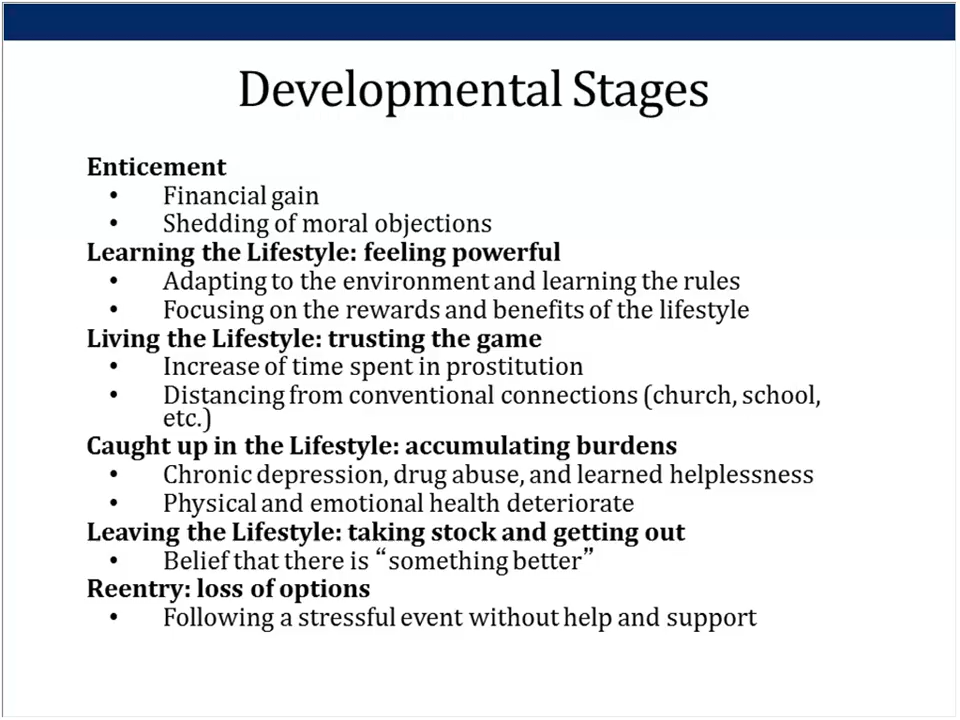 Developmental Stages
Enticement
• Financial gain
• Shedding of moral objections
Learning the Lifestyle: feeling powerful
• Adapting to the environment and learning the rules
• Focusing on the rewards and benefits of the lifestyle
Living the Lifestyle: trusting the game
• Increase of time spent in prostitution
• Distancing from conventional connections (church, school,
etc.)
Caught up in the Lifestyle: accumulating burdens
• Chronic depression, drug abuse, and learned helplessness
• Physical and emotional health deteriorate
Leaving the Lifestyle: taking stock and getting out
• Belief that there is “something better”
Reentry: loss of options
• Following a stressful event without help and support